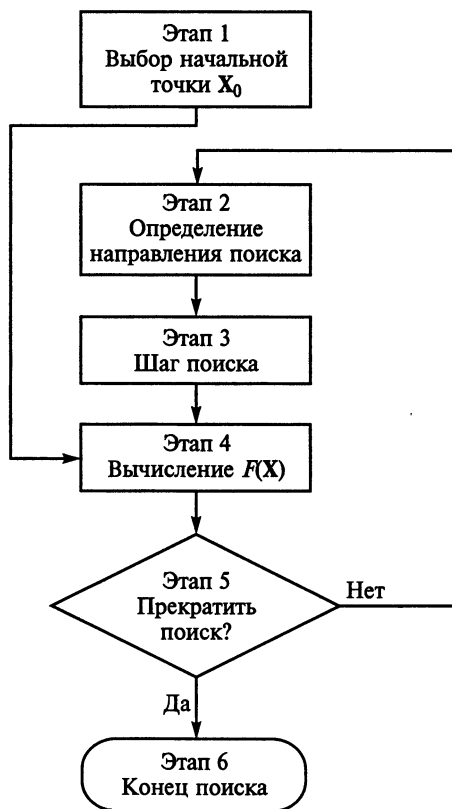 Этап 1
Выбор начальной
точки X₀
Этап 2
Определение
направления поиска
Этап 3
Шаг поиска
Этап 4
Вычисление F(X)
Этап 5
Прекратить
поиск?
Нет
Да
Этап 6
Конец поиска